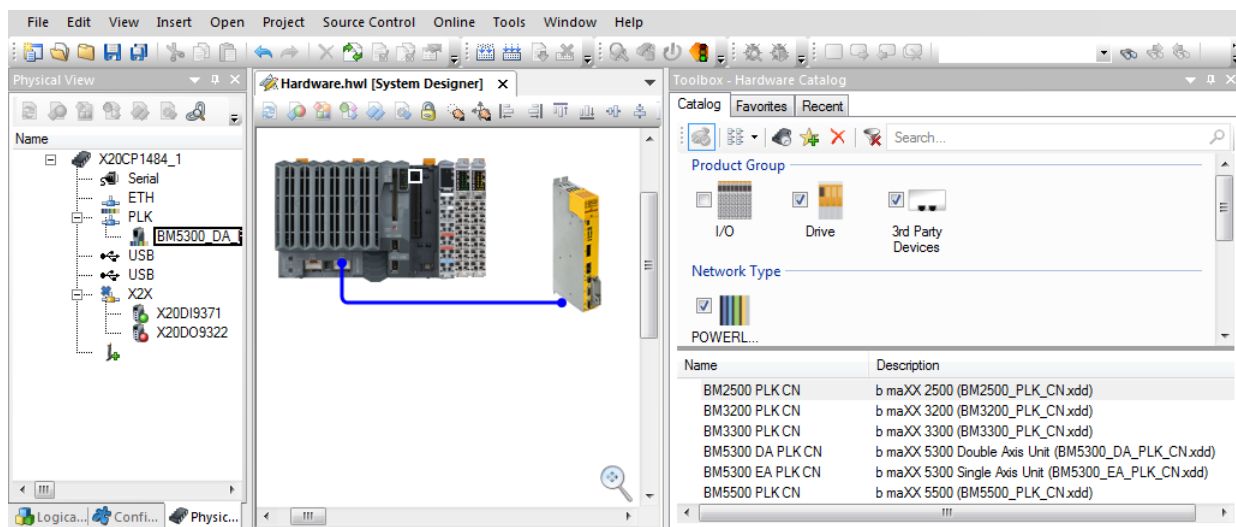 File Edit View Insert Open Project Source Control Online Tools Window Help
Physical View
Name
X20CP1484_1
Serial
ETH
PLK
BM5300_DA_
USB
USB
X2X
X20DI9371
X20DO9322
Logica... Confi... Physic...
Hardware.hwl [System Designer] X
Toolbox - Hardware Catalog
Catalog Favorites Recent
Search...
Product Group
I/O Drive 3rd Party
Devices
Network Type
POWERL...
Name Description
BM2500 PLK CN b maXX 2500 (BM2500_PLK_CN.xdd)
BM3200 PLK CN b maXX 3200 (BM3200_PLK_CN.xdd)
BM3300 PLK CN b maXX 3300 (BM3300_PLK_CN.xdd)
BM5300 DA PLK CN b maXX 5300 Double Axis Unit (BM5300_DA_PLK_CN.xdd)
BM5300 EA PLK CN b maXX 5300 Single Axis Unit (BM5300_EA_PLK_CN.xdd)
BM5500 PLK CN b maXX 5500 (BM5500_PLK_CN.xdd)